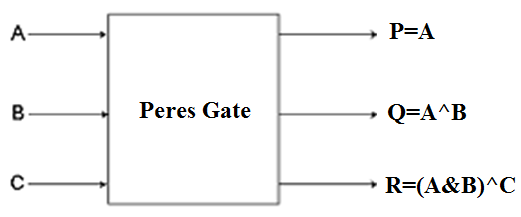 A
P=A
B
Peres Gate
Q=A^B
C
R=(A&B)^C